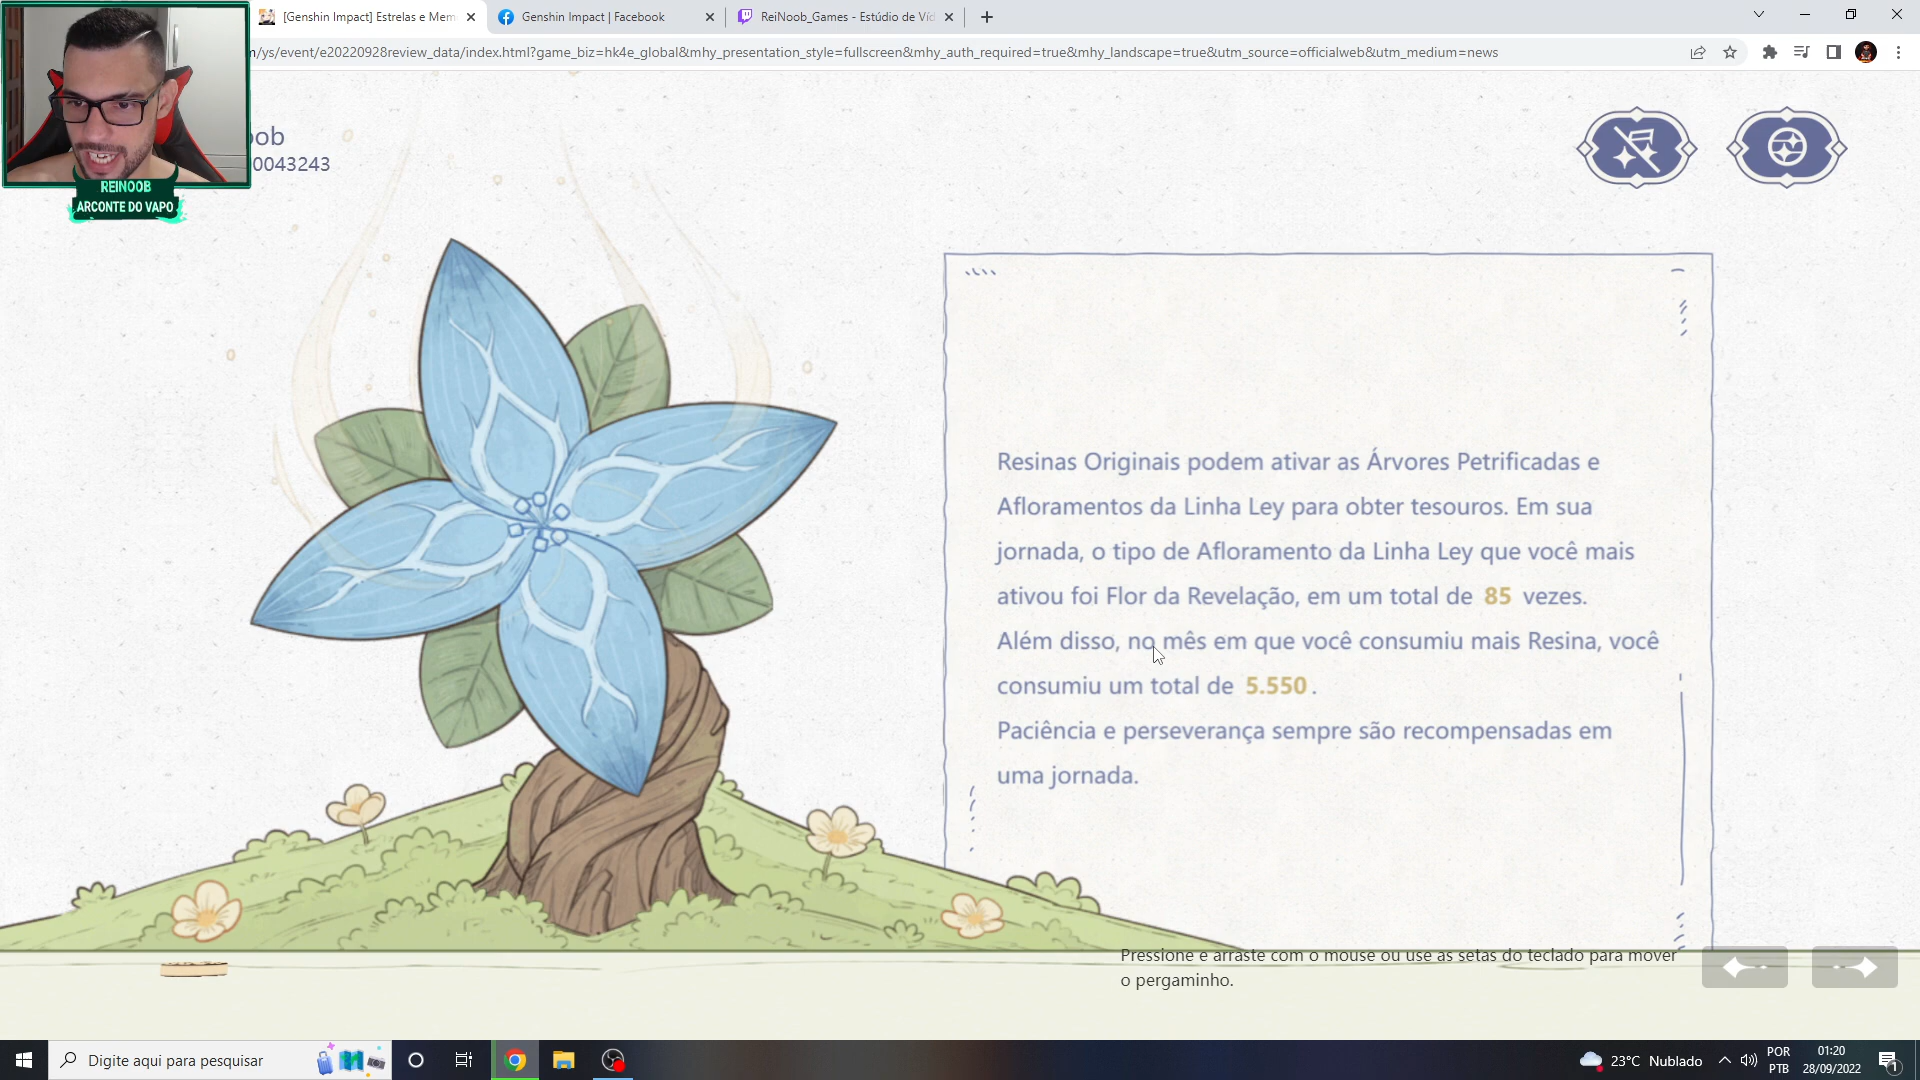 [Genshin Impact] Estrelas e Mem
Genshin Impact | Facebook
ReiNoob_Games - Estúdio de Víd
m/ys/event/e20220928review_data/index.html?game_biz=hk4e_global&mhy_presentation_style=fullscreen&mhy_auth_required=true&mhy_landscape=true&utm_source=officialweb&utm_medium=news
oob
0043243
REINOOB
ARCONTE DO VAPO
Resinas Originais podem ativar as Árvores Petrificadas e
Afloramentos da Linha Ley para obter tesouros. Em sua
jornada, o tipo de Afloramento da Linha Ley que você mais
ativou foi Flor da Revelação, em um total de 85 vezes.
Além disso, no mês em que você consumiu mais Resina, você
consumiu um total de 5.550.
Paciência e perseverança sempre são recompensadas em
uma jornada.
Pressione e arraste com o mouse ou use as setas do teclado para mover
o pergaminho.
Digite aqui para pesquisar
23°C Nublado
POR
PTB
01:20
28/09/2022
1